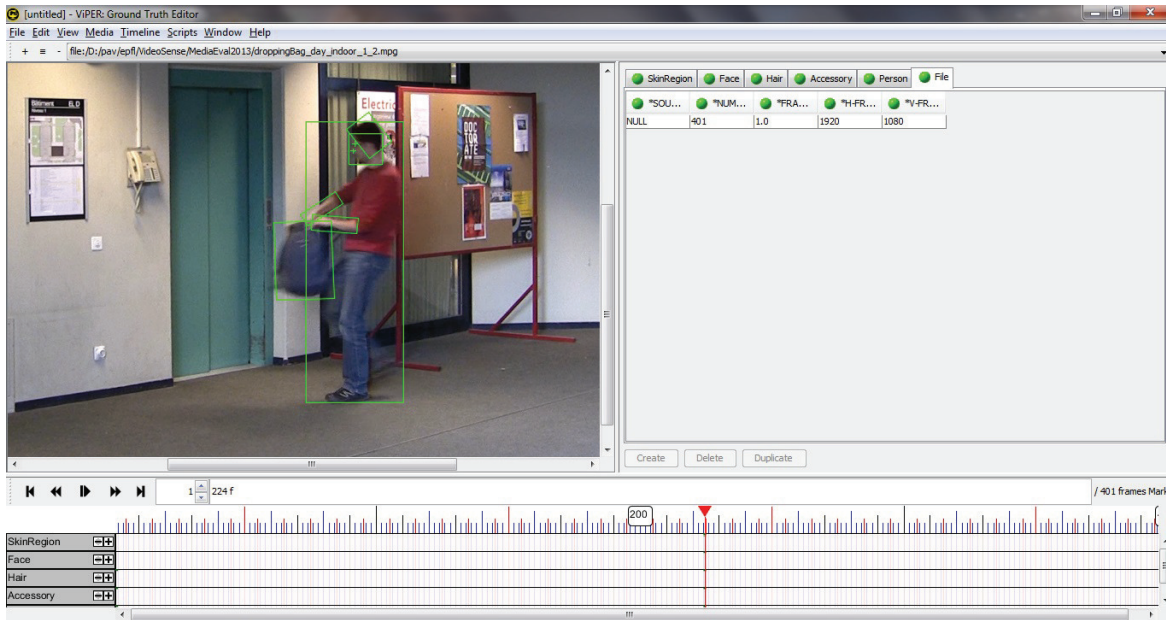 [untitled] - ViPER: Ground Truth Editor
File Edit View Media Timeline Scripts Window Help
+ = - file:/D:/pav/epfl/VideoSense/MediaEval2013/droppingBag_day_indoor_1_2.mpg
Bâtiment ELD
Electric
DOC
TOR
ATE
SkinRegion Face Hair Accessory Person File
*SOU... *NUM... *FRA... *H-FR... *V-FR...
NULL 401 1.0 1920 1080
Create Delete Duplicate
1 224 f / 401 frames Mark
200
SkinRegion
Face
Hair
Accessory